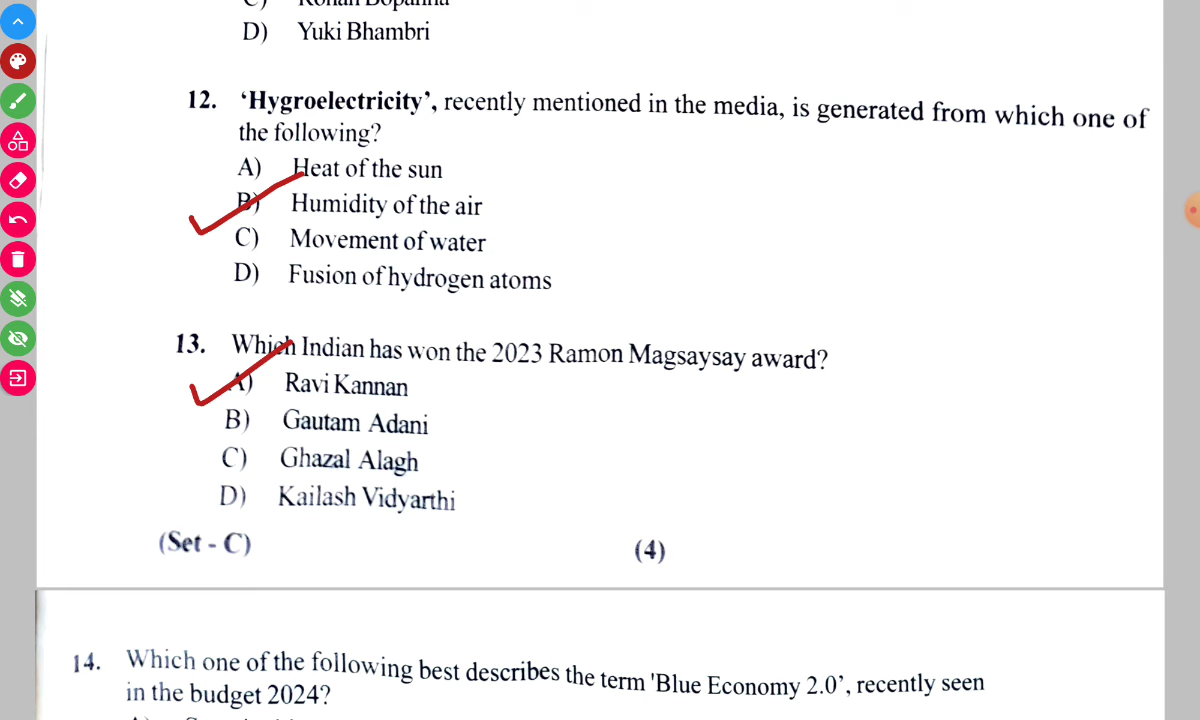 D) Yuki Bhambri
12. ‘Hygroelectricity’, recently mentioned in the media, is generated from which one of
the following?
A) Heat of the sun
B) Humidity of the air
C) Movement of water
D) Fusion of hydrogen atoms
13. Which Indian has won the 2023 Ramon Magsaysay award?
A) Ravi Kannan
B) Gautam Adani
C) Ghazal Alagh
D) Kailash Vidyarthi
(Set - C) (4)
14. Which one of the following best describes the term 'Blue Economy 2.0’, recently seen
in the budget 2024?